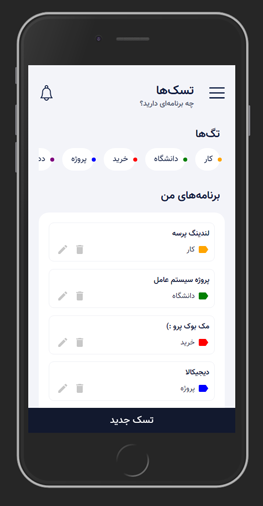 تسک‌ها
چه برنامه‌ای دارید؟
تگ‌ها
کار دانشگاه خرید پروژه
برنامه‌های من
لندینگ پرسه
کار
پروژه سیستم عامل
دانشگاه
مک بوک پرو :)
خرید
دیجیکالا
پروژه
تسک جدید